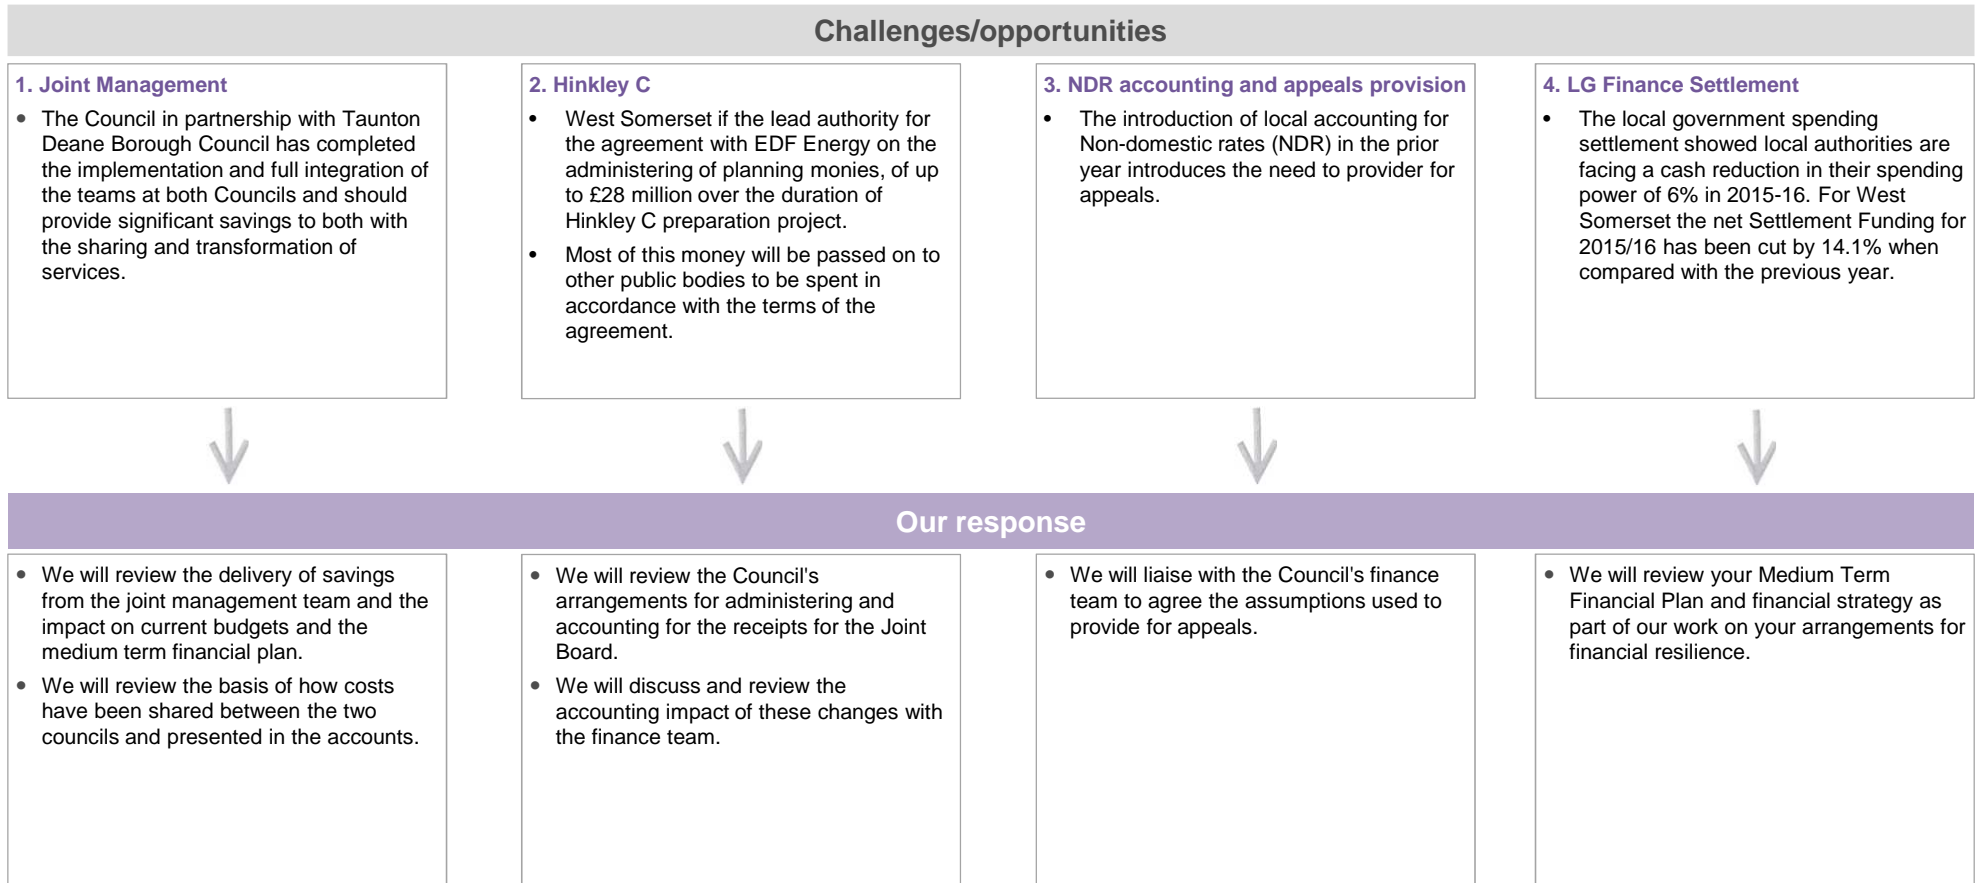 Challenges/opportunities
1. Joint Management
• The Council in partnership with Taunton
Deane Borough Council has completed
the implementation and full integration of
the teams at both Councils and should
provide significant savings to both with
the sharing and transformation of
services.
2. Hinkley C
• West Somerset if the lead authority for
the agreement with EDF Energy on the
administering of planning monies, of up
to £28 million over the duration of
Hinkley C preparation project.
• Most of this money will be passed on to
other public bodies to be spent in
accordance with the terms of the
agreement.
3. NDR accounting and appeals provision
• The introduction of local accounting for
Non-domestic rates (NDR) in the prior
year introduces the need to provider for
appeals.
4. LG Finance Settlement
• The local government spending
settlement showed local authorities are
facing a cash reduction in their spending
power of 6% in 2015-16. For West
Somerset the net Settlement Funding for
2015/16 has been cut by 14.1% when
compared with the previous year.
Our response
• We will review the delivery of savings
from the joint management team and the
impact on current budgets and the
medium term financial plan.
• We will review the basis of how costs
have been shared between the two
councils and presented in the accounts.
• We will review the Council's
arrangements for administering and
accounting for the receipts for the Joint
Board.
• We will discuss and review the
accounting impact of these changes with
the finance team.
• We will liaise with the Council's finance
team to agree the assumptions used to
provide for appeals.
• We will review your Medium Term
Financial Plan and financial strategy as
part of our work on your arrangements for
financial resilience.